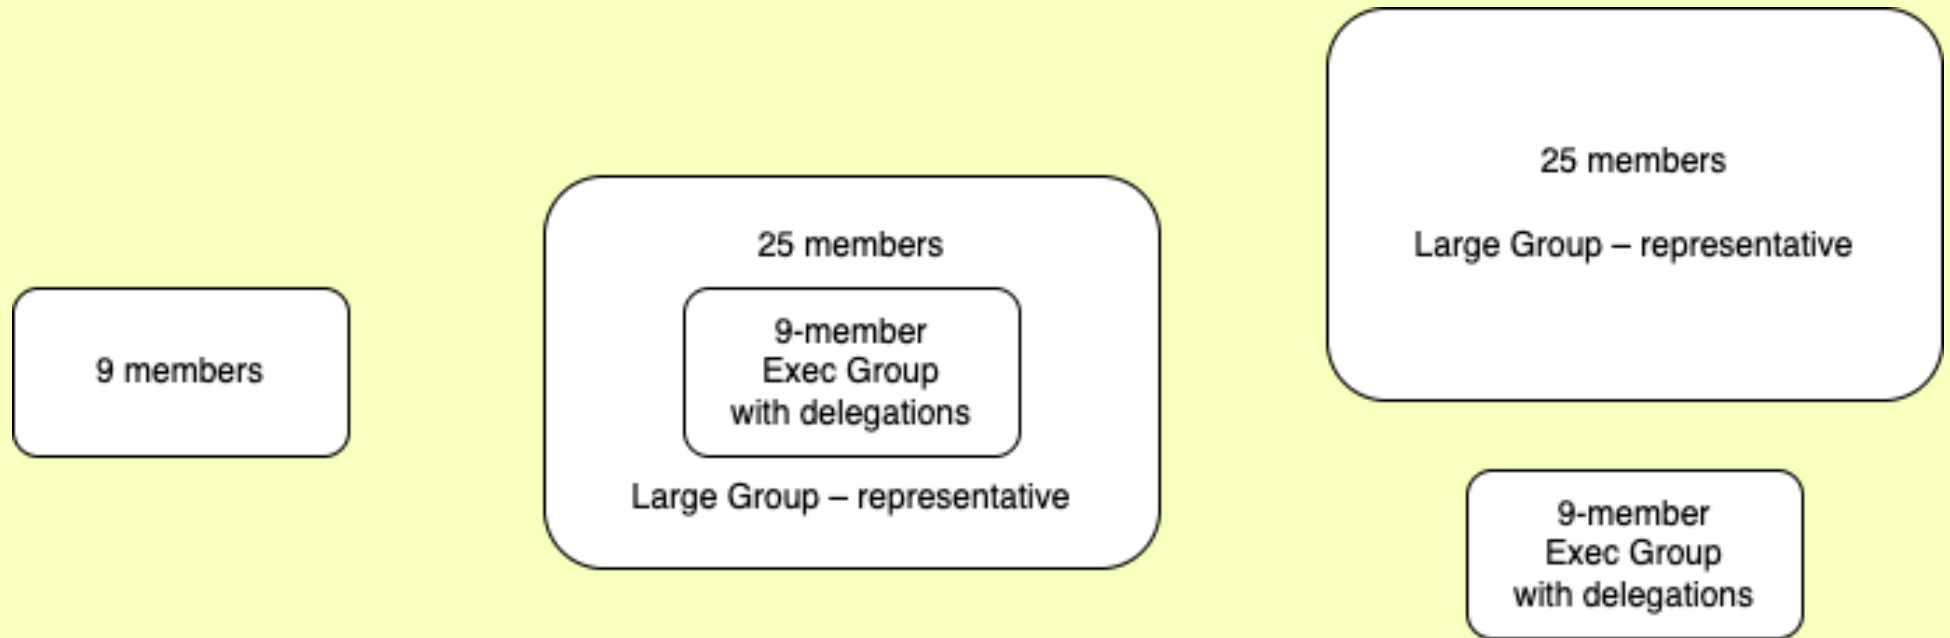 9 members
25 members
9-member
Exec Group
with delegations
Large Group – representative
25 members
Large Group – representative
9-member
Exec Group
with delegations